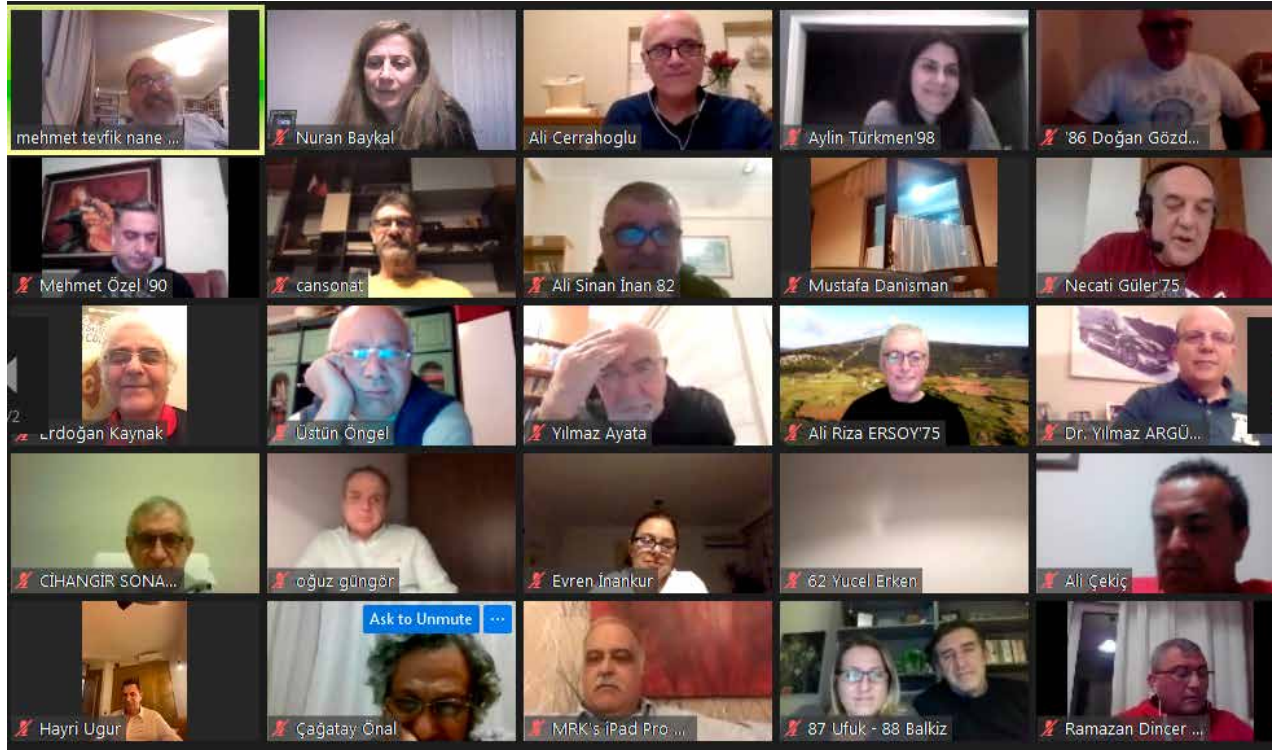 mehmet tevfik nane ...
Nuran Baykal
Ali Cerrahoglu
Aylin Türkmen'98
'86 Doğan Gözd...
Mehmet Özel '90
cansonat
Ali Sinan İnan 82
Mustafa Danisman
Necati Güler'75
/2
Erdoğan Kaynak
Üstün Öngel
Yılmaz Ayata
Ali Riza ERSOY'75
Dr. Yılmaz ARGÜ...
CİHANGİR SONA...
oğuz güngör
Evren İnankur
62 Yucel Erken
Ali Çekiç
Ask to Unmute ...
Hayri Ugur
Çağatay Önal
MRK's iPad Pro ...
87 Ufuk - 88 Balkiz
Ramazan Dincer ...